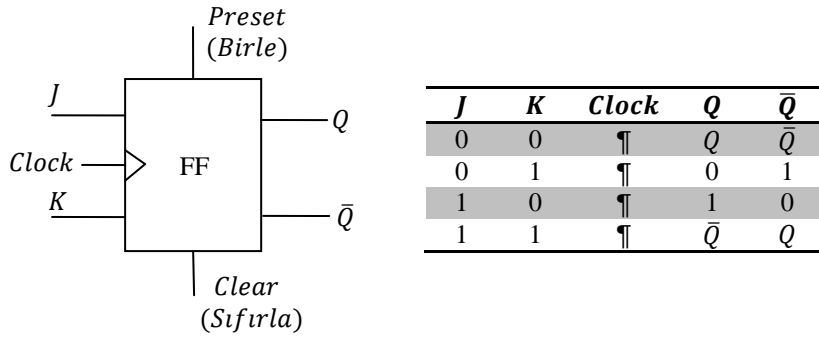 Preset
(Birle)
J
Q
Clock
FF
K
Q̄
Clear
(Sıfırla)
J K Clock Q Q̄
0 0 ¶ Q Q̄
0 1 ¶ 0 1
1 0 ¶ 1 0
1 1 ¶ Q̄ Q